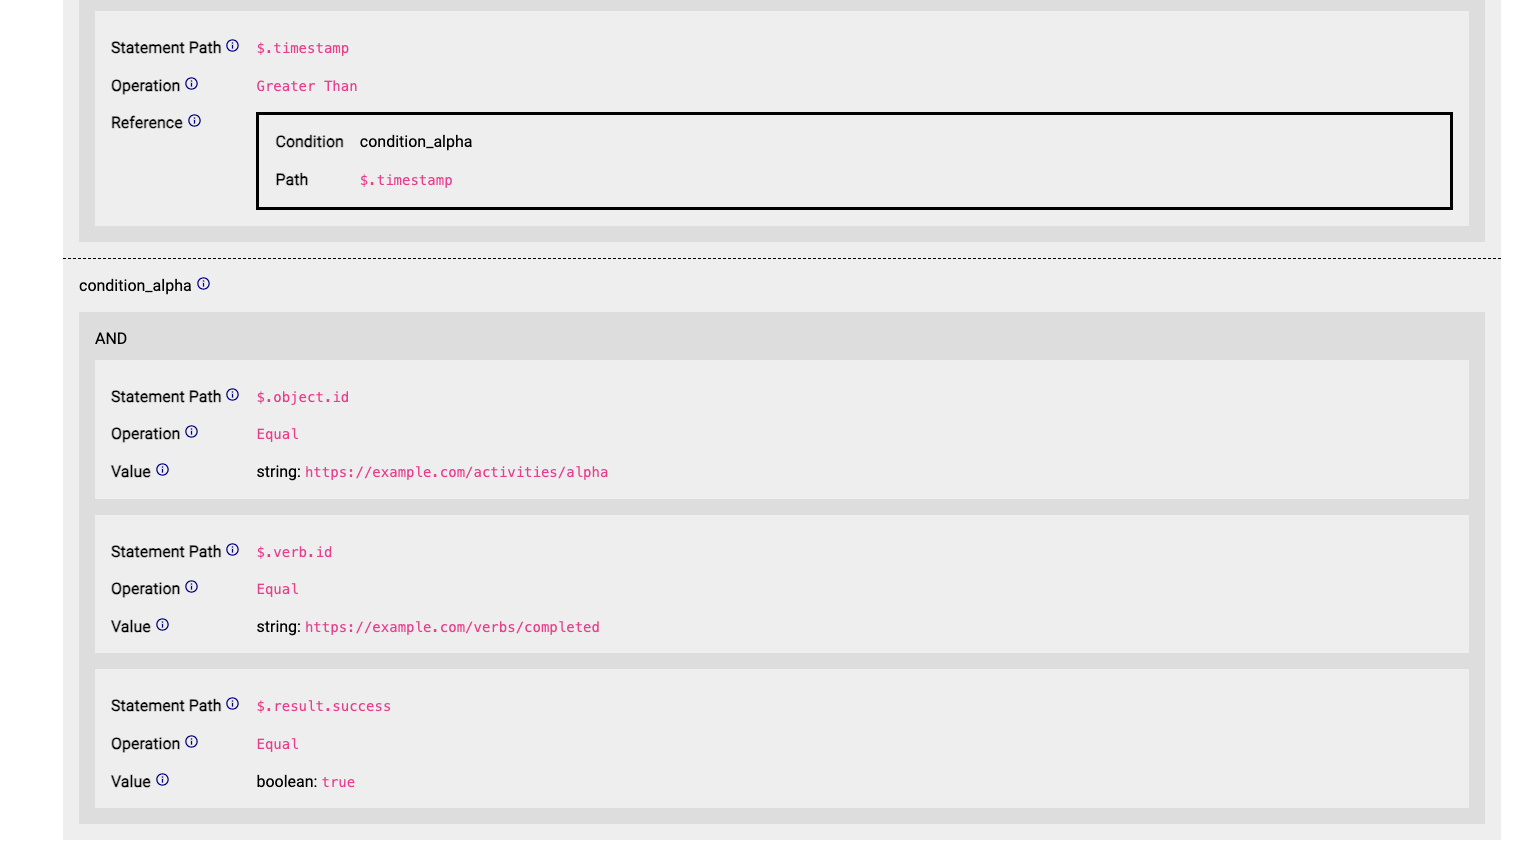 Statement Path $.timestamp
Operation Greater Than
Reference
Condition condition_alpha
Path $.timestamp
condition_alpha
AND
Statement Path $.object.id
Operation Equal
Value string: https://example.com/activities/alpha
Statement Path $.verb.id
Operation Equal
Value string: https://example.com/verbs/completed
Statement Path $.result.success
Operation Equal
Value boolean: true